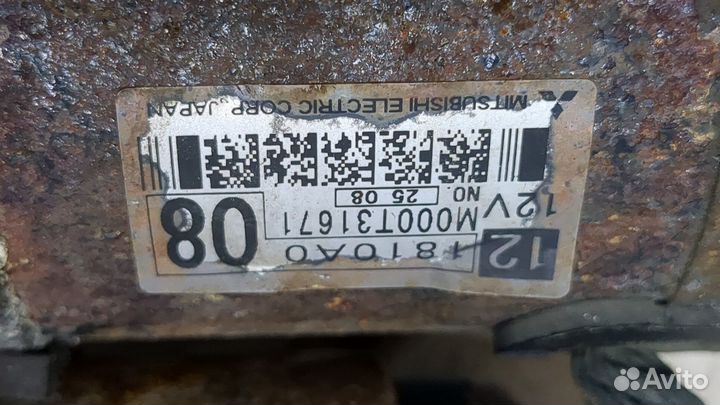 12 1810A0
M000T31671
08
12V
NO. 25 08
MITSUBISHI ELECTRIC CORP. JAPAN
Avito